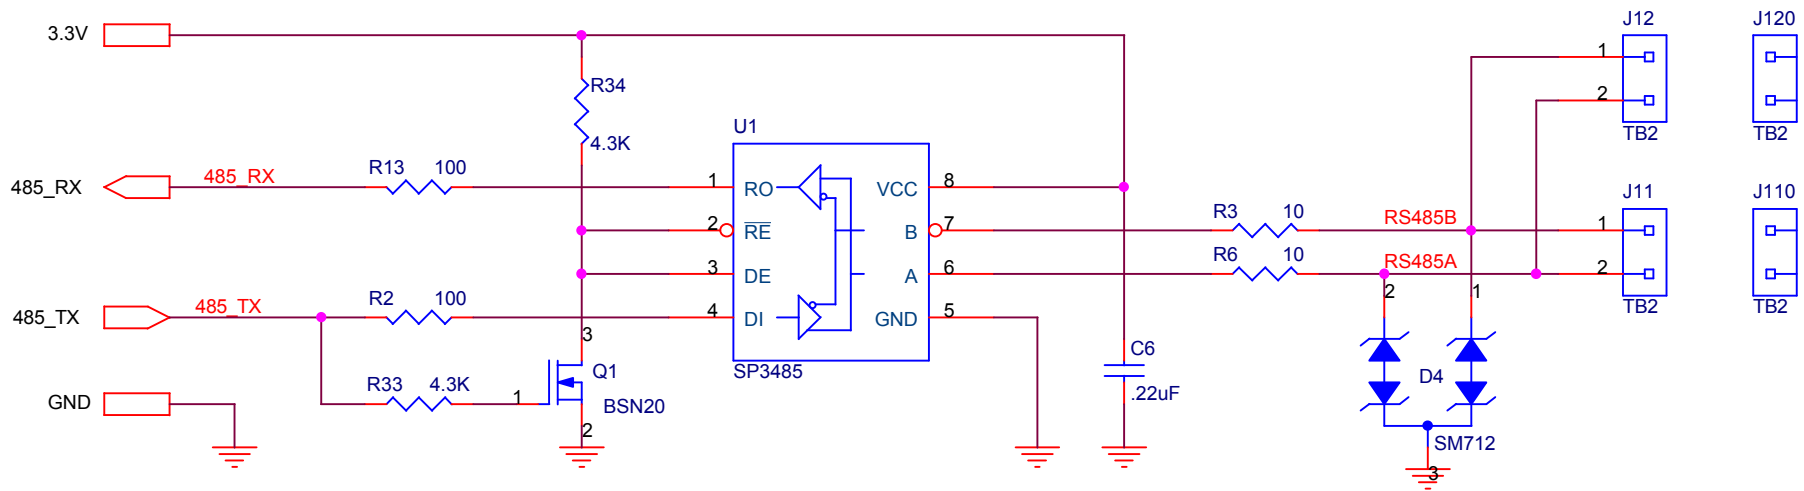 J12
J120
3.3V
1
R34
2
4.3K
U1
TB2
TB2
R13 100
485_RX
485_RX
1
RO
VCC
8
J11
J110
R3 10
RS485B
2
RE
B
7
1
R6 10
RS485A
3
DE
A
6
2
2
1
R2 100
485_TX
485_TX
4
DI
GND
5
TB2
TB2
3
C6
SP3485
Q1
D4
R33 4.3K
1
.22uF
GND
BSN20
2
SM712
3